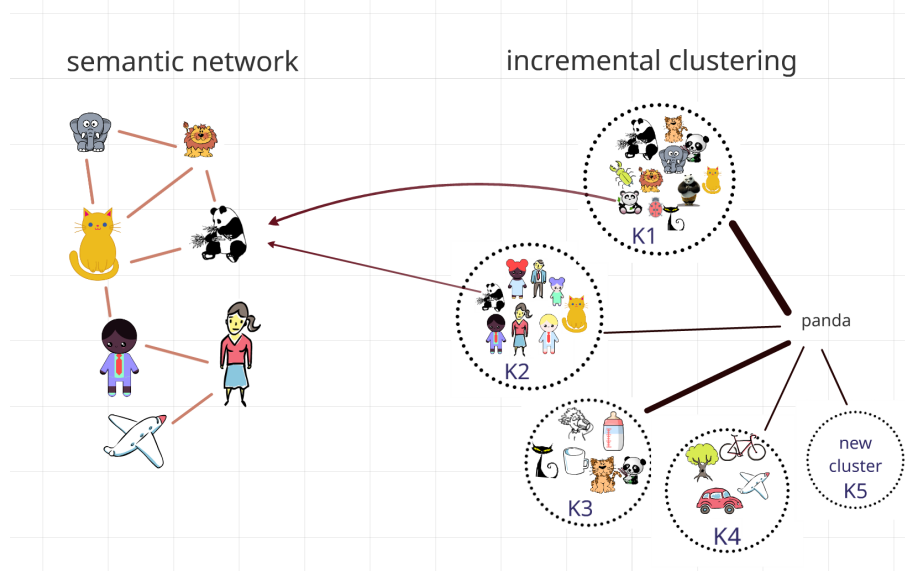 semantic network
incremental clustering
K1
panda
K2
K3
new
cluster
K5
K4